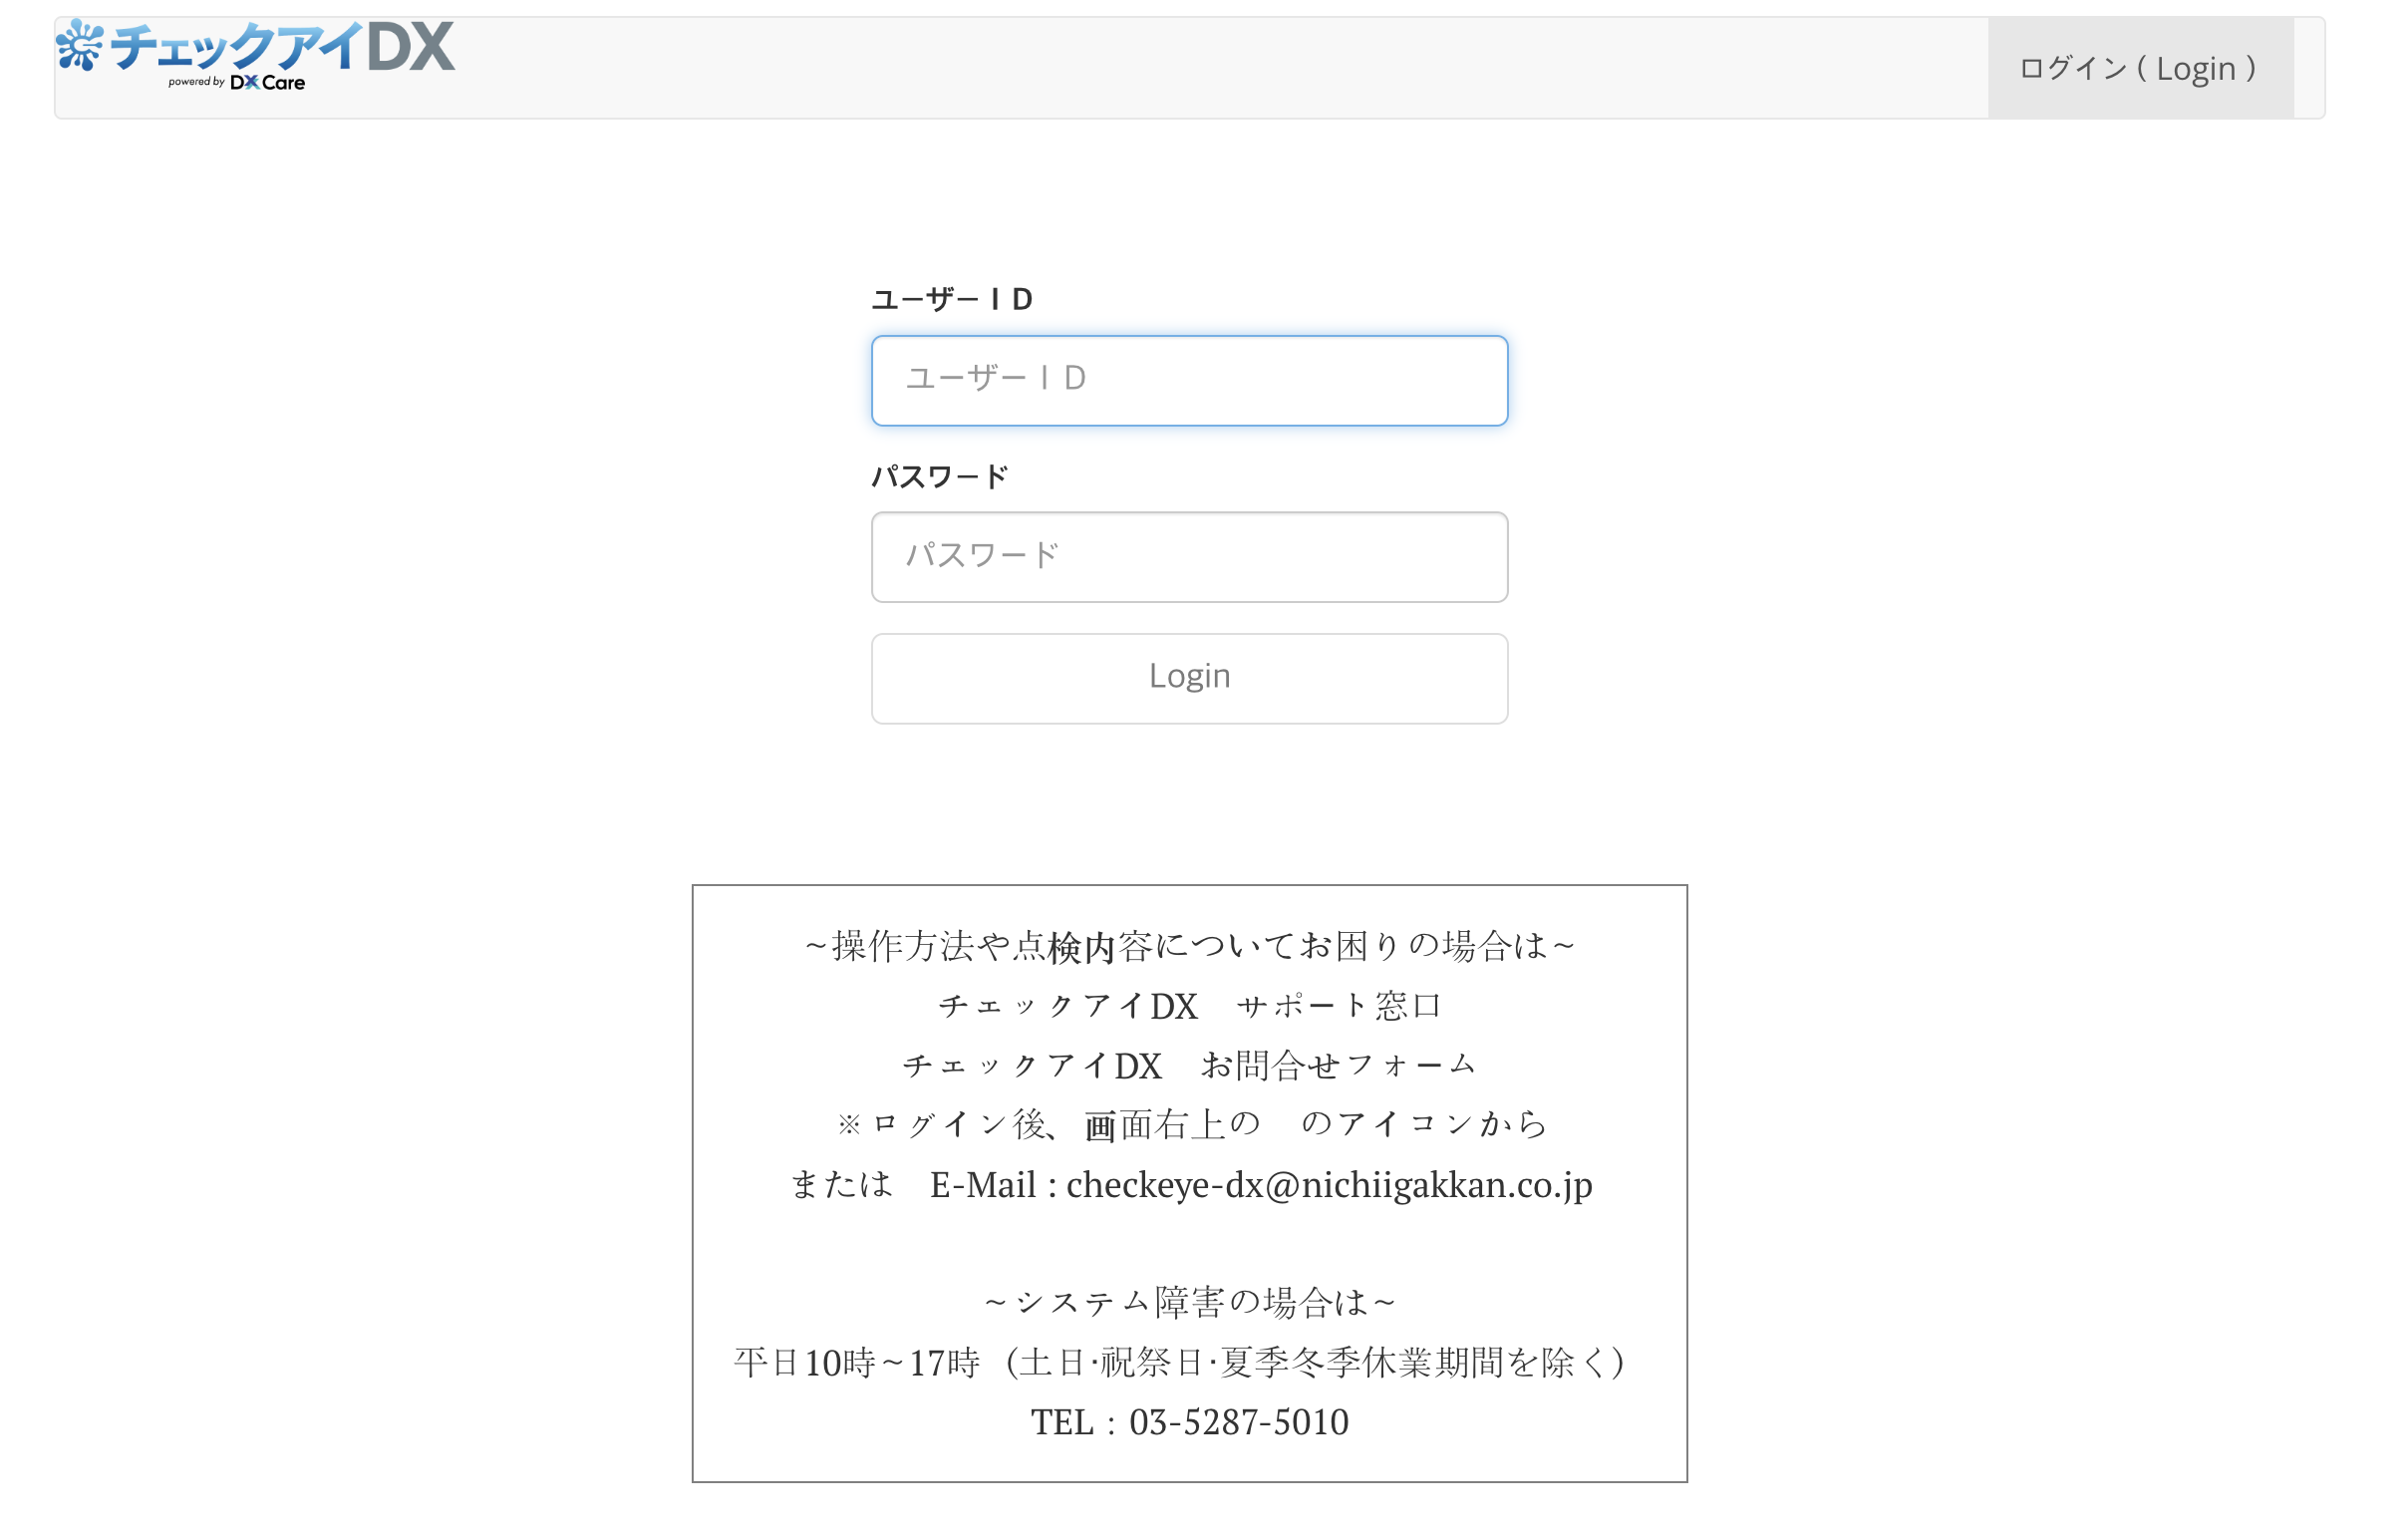 チェックアイDX
powered by DX Care
ログイン ( Login )
ユーザーＩＤ
ユーザーＩＤ
パスワード
パスワード
Login
～操作方法や点検内容についてお困りの場合は～
チェックアイDX　サポート窓口
チェックアイDX　お問合せフォーム
※ログイン後、画面右上の　のアイコンから
または　E-Mail : checkeye-dx@nichiigakkan.co.jp
～システム障害の場合は～
平日10時～17時（土日･祝祭日･夏季冬季休業期間を除く）
TEL：03-5287-5010